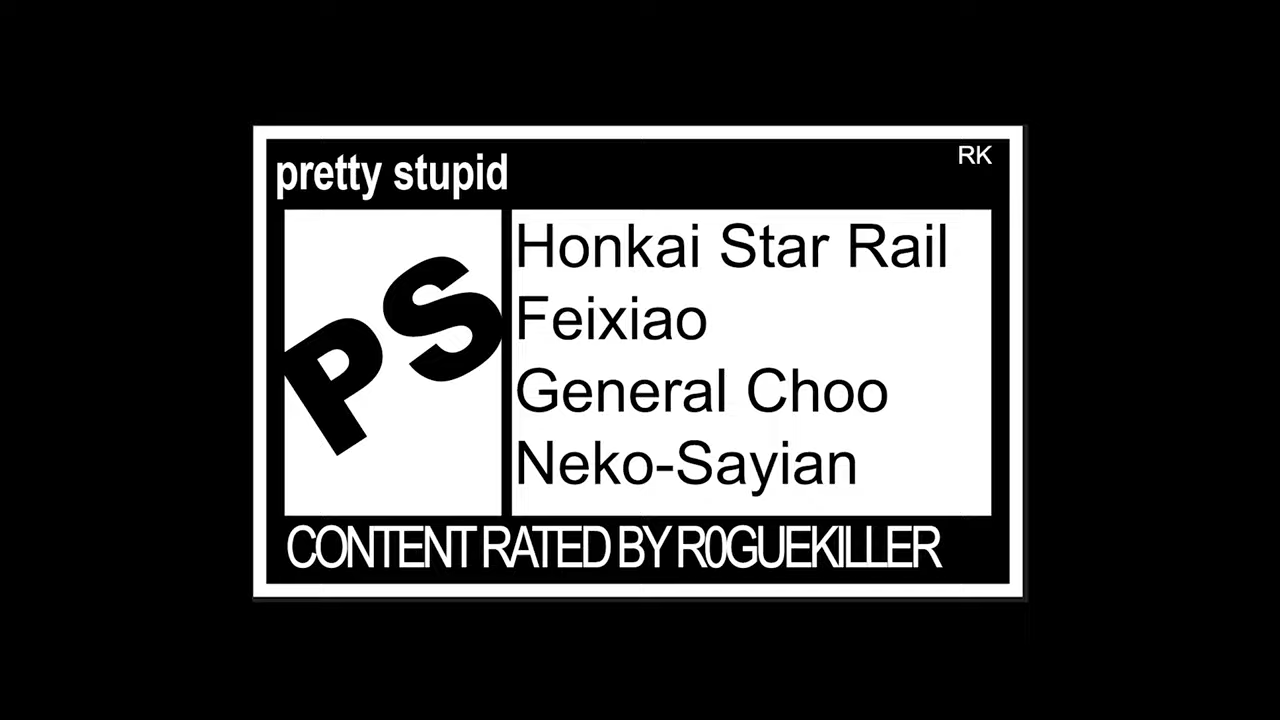 pretty stupid
RK
PS
Honkai Star Rail
Feixiao
General Choo
Neko-Sayian
CONTENT RATED BY R0GUEKILLER